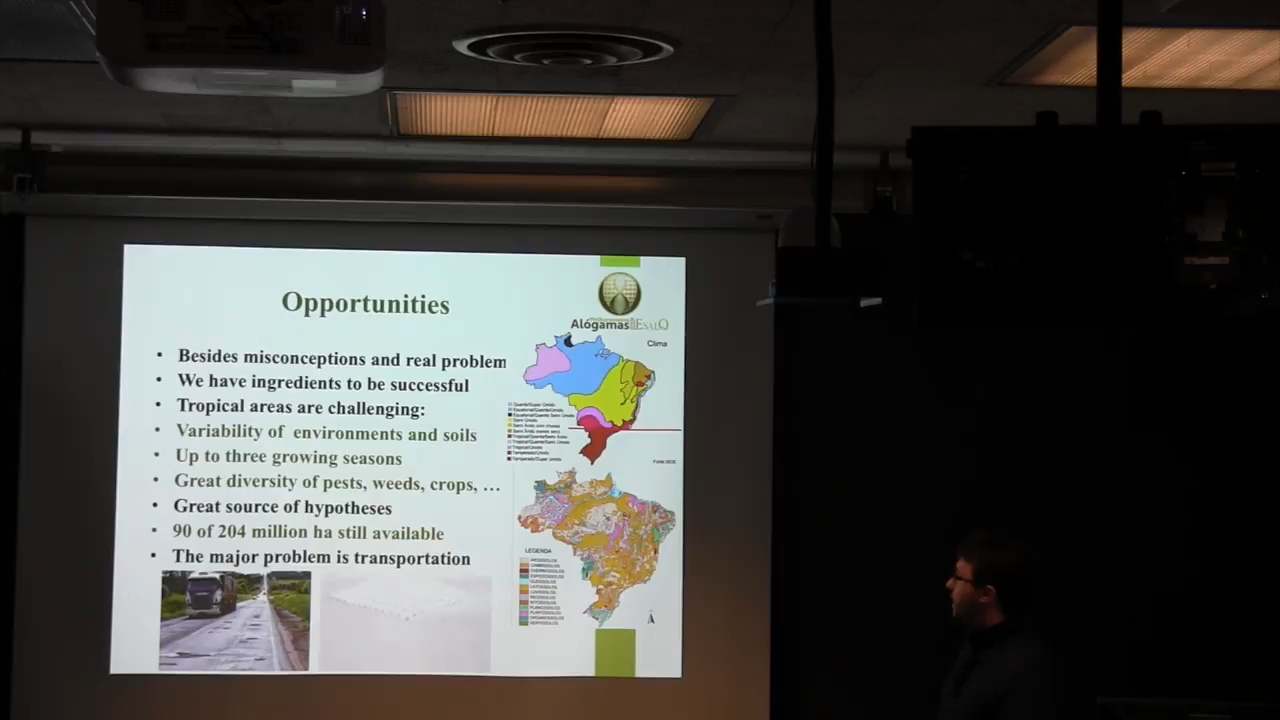 Opportunities
Alogamas ESALQ
Clima
• Besides misconceptions and real problem
• We have ingredients to be successful
• Tropical areas are challenging:
• Variability of environments and soils
• Up to three growing seasons
• Great diversity of pests, weeds, crops, …
• Great source of hypotheses
• 90 of 204 million ha still available
• The major problem is transportation
LEGENDA